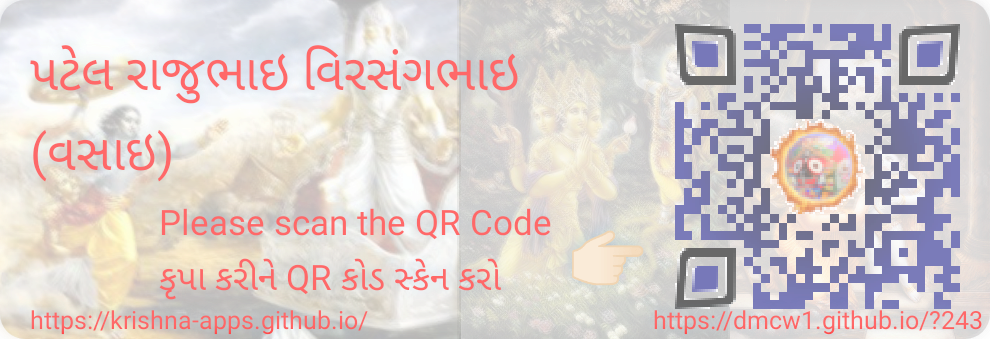 પટેલ રાજુભાઇ વિરસંગભાઇ
(વસાઇ)
Please scan the QR Code
કૃપા કરીને QR કોડ સ્કેન કરો
https://krishna-apps.github.io/
https://dmcw1.github.io/?243